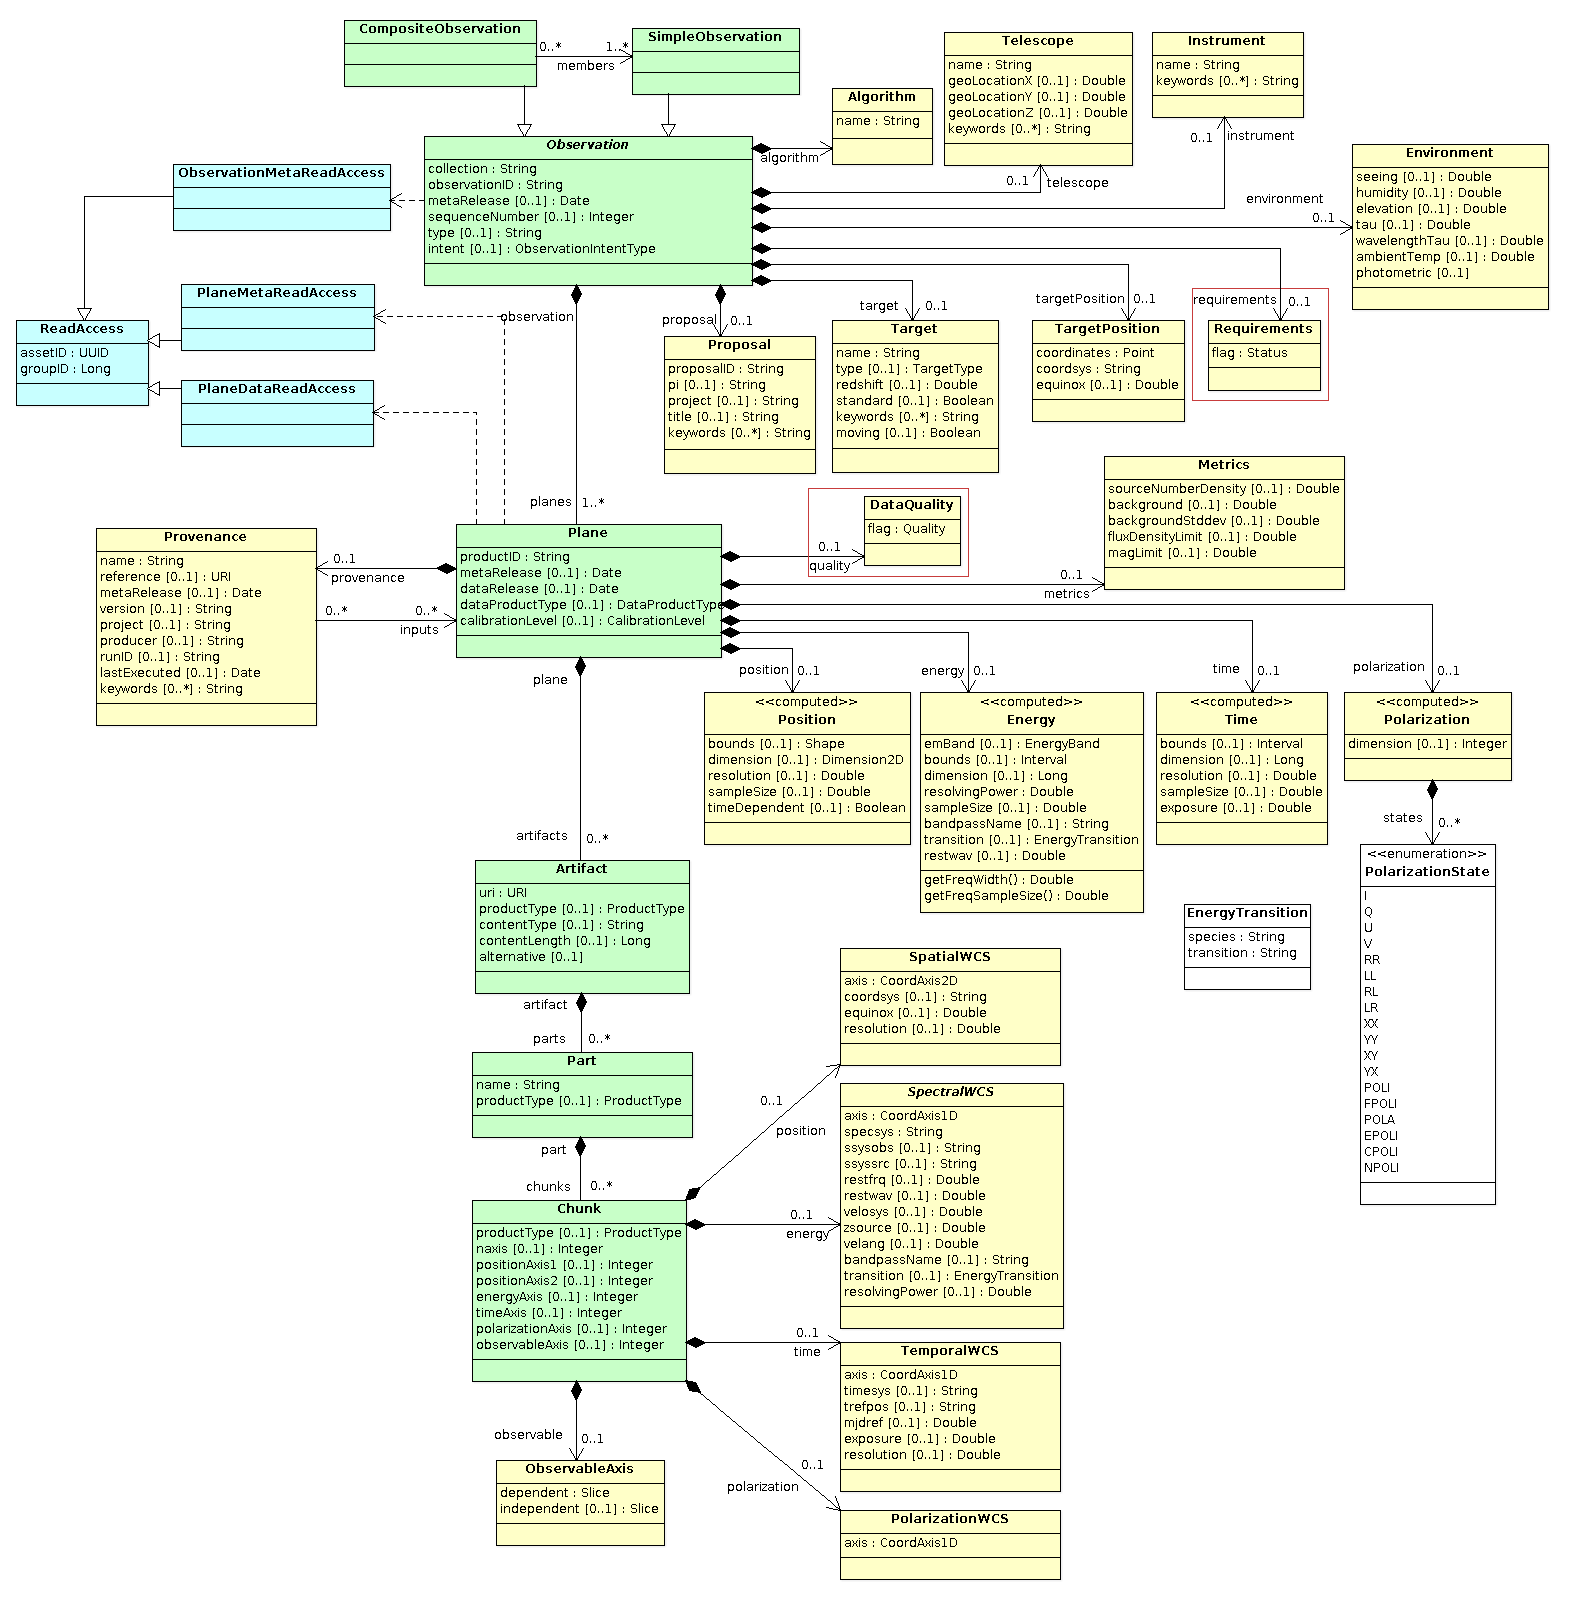 CompositeObservation
0..*
1..*
members
SimpleObservation
Telescope
name : String
geoLocationX [0..1] : Double
geoLocationY [0..1] : Double
geoLocationZ [0..1] : Double
keywords [0..*] : String
Instrument
name : String
keywords [0..*] : String
Algorithm
name : String
Observation
collection : String
observationID : String
metaRelease [0..1] : Date
sequenceNumber [0..1] : Integer
type [0..1] : String
intent [0..1] : ObservationIntentType
algorithm
0..1
telescope
0..1
instrument
environment
0..1
Environment
seeing [0..1] : Double
humidity [0..1] : Double
elevation [0..1] : Double
tau [0..1] : Double
wavelengthTau [0..1] : Double
ambientTemp [0..1] : Double
photometric [0..1]
ObservationMetaReadAccess
PlaneMetaReadAccess
ReadAccess
assetID : UUID
groupID : Long
PlaneDataReadAccess
observation
proposal
0..1
target
0..1
targetPosition
0..1
requirements
0..1
Proposal
proposalID : String
pi [0..1] : String
project [0..1] : String
title [0..1] : String
keywords [0..*] : String
Target
name : String
type [0..1] : TargetType
redshift [0..1] : Double
standard [0..1] : Boolean
keywords [0..*] : String
moving [0..1] : Boolean
TargetPosition
coordinates : Point
coordsys : String
equinox [0..1] : Double
Requirements
flag : Status
planes
1..*
DataQuality
flag : Quality
0..1
quality
Metrics
sourceNumberDensity [0..1] : Double
background [0..1] : Double
backgroundStddev [0..1] : Double
fluxDensityLimit [0..1] : Double
magLimit [0..1] : Double
0..1
metrics
Provenance
name : String
reference [0..1] : URI
metaRelease [0..1] : Date
version [0..1] : String
project [0..1] : String
producer [0..1] : String
runID [0..1] : String
lastExecuted [0..1] : Date
keywords [0..*] : String
0..1
provenance
0..*
0..*
inputs
Plane
productID : String
metaRelease [0..1] : Date
dataRelease [0..1] : Date
dataProductType [0..1] : DataProductType
calibrationLevel [0..1] : CalibrationLevel
plane
position
0..1
energy
0..1
time
0..1
polarization
0..1
<<computed>>
Position
bounds [0..1] : Shape
dimension [0..1] : Dimension2D
resolution [0..1] : Double
sampleSize [0..1] : Double
timeDependent [0..1] : Boolean
<<computed>>
Energy
emBand [0..1] : EnergyBand
bounds [0..1] : Interval
dimension [0..1] : Long
resolvingPower : Double
sampleSize [0..1] : Double
bandpassName [0..1] : String
transition [0..1] : EnergyTransition
restwav [0..1] : Double
getFreqWidth() : Double
getFreqSampleSize() : Double
<<computed>>
Time
bounds [0..1] : Interval
dimension [0..1] : Long
resolution [0..1] : Double
sampleSize [0..1] : Double
exposure [0..1] : Double
<<computed>>
Polarization
dimension [0..1] : Integer
states
0..*
<<enumeration>>
PolarizationState
I
Q
U
V
RR
LL
RL
LR
XX
YY
XY
YX
POLI
FPOLI
POLA
EPOLI
CPOLI
NPOLI
EnergyTransition
species : String
transition : String
artifacts
0..*
Artifact
uri : URI
productType [0..1] : ProductType
contentType [0..1] : String
contentLength [0..1] : Long
alternative [0..1]
artifact
parts
0..*
Part
name : String
productType [0..1] : ProductType
part
chunks
0..*
Chunk
productType [0..1] : ProductType
naxis [0..1] : Integer
positionAxis1 [0..1] : Integer
positionAxis2 [0..1] : Integer
energyAxis [0..1] : Integer
timeAxis [0..1] : Integer
polarizationAxis [0..1] : Integer
observableAxis [0..1] : Integer
0..1
position
0..1
energy
0..1
time
0..1
polarization
observable
0..1
SpatialWCS
axis : CoordAxis2D
coordsys [0..1] : String
equinox [0..1] : Double
resolution [0..1] : Double
SpectralWCS
axis : CoordAxis1D
specsys : String
ssysobs [0..1] : String
ssyssrc [0..1] : String
restfrq [0..1] : Double
restwav [0..1] : Double
velosys [0..1] : Double
zsource [0..1] : Double
velang [0..1] : Double
bandpassName [0..1] : String
transition [0..1] : EnergyTransition
resolvingPower [0..1] : Double
TemporalWCS
axis : CoordAxis1D
timesys [0..1] : String
trefpos [0..1] : String
mjdref [0..1] : Double
exposure [0..1] : Double
resolution [0..1] : Double
PolarizationWCS
axis : CoordAxis1D
ObservableAxis
dependent : Slice
independent [0..1] : Slice